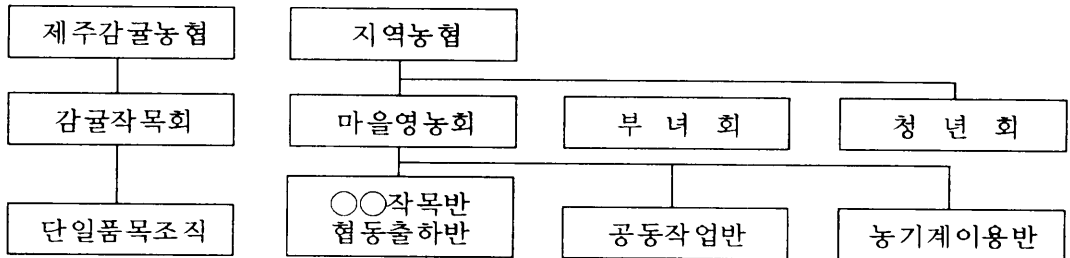 제주감귤농협
지역농협
감귤작목회
마을영농회
부 녀 회
청 년 회
단일품목조직
○○작목반
협동출하반
공동작업반
농기계이용반